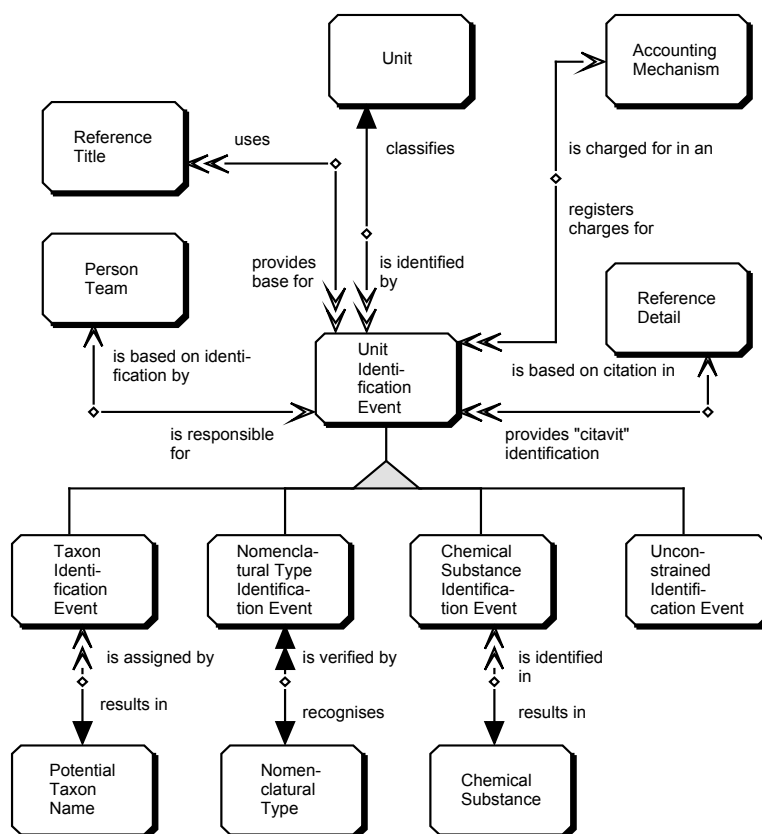 Unit
Accounting
Mechanism
Reference
Title
uses
classifies
is charged for in an
registers
charges for
Person
Team
provides
base for
is identified
by
Reference
Detail
is based on identi-
fication by
Unit
Identi-
fication
Event
is based on citation in
is responsible
for
provides "citavit"
identification
Taxon
Identi-
fication
Event
Nomencla-
tural Type
Identifica-
tion Event
Chemical
Substance
Identifica-
tion Event
Uncon-
strained
Identifi-
cation Event
is assigned by
is verified by
is identified
in
results in
recognises
results in
Potential
Taxon
Name
Nomen-
clatural
Type
Chemical
Substance